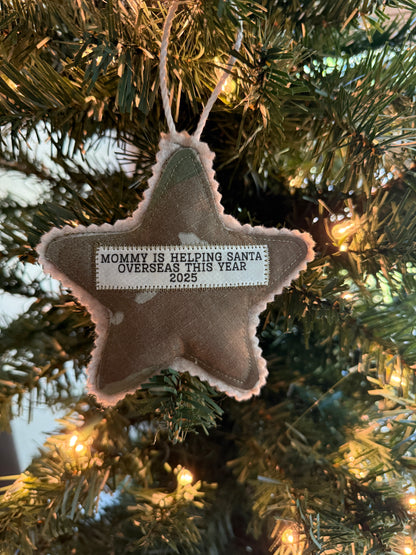 MOMMY IS HELPING SANTA
OVERSEAS THIS YEAR
2025